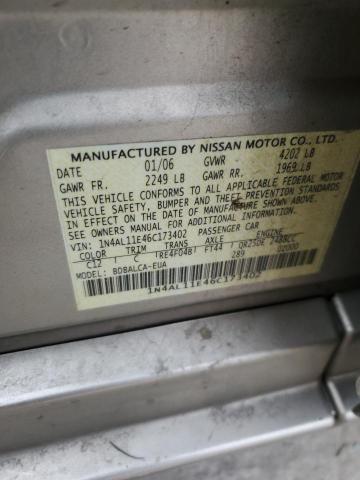 MANUFACTURED BY NISSAN MOTOR CO., LTD.
DATE 01/06 GVWR 4202 LB
GAWR FR. 2249 LB GAWR RR. 1969 LB
THIS VEHICLE CONFORMS TO ALL APPLICABLE FEDERAL MOTOR
VEHICLE SAFETY, BUMPER AND THEFT PREVENTION STANDARDS
IN EFFECT ON THE DATE OF MANUFACTURE SHOWN ABOVE.
SEE OWNERS MANUAL FOR ADDITIONAL INFORMATION
VIN: 1N4AL11E46C173402 PASSENGER CAR
COLOR TRIM TRANS AXLE ENGINE
C12 C RE4F04B FT44 QR25DE 2488CC
MODEL BDBALCA-EUA 289 02000
1N4AL11E46C173402